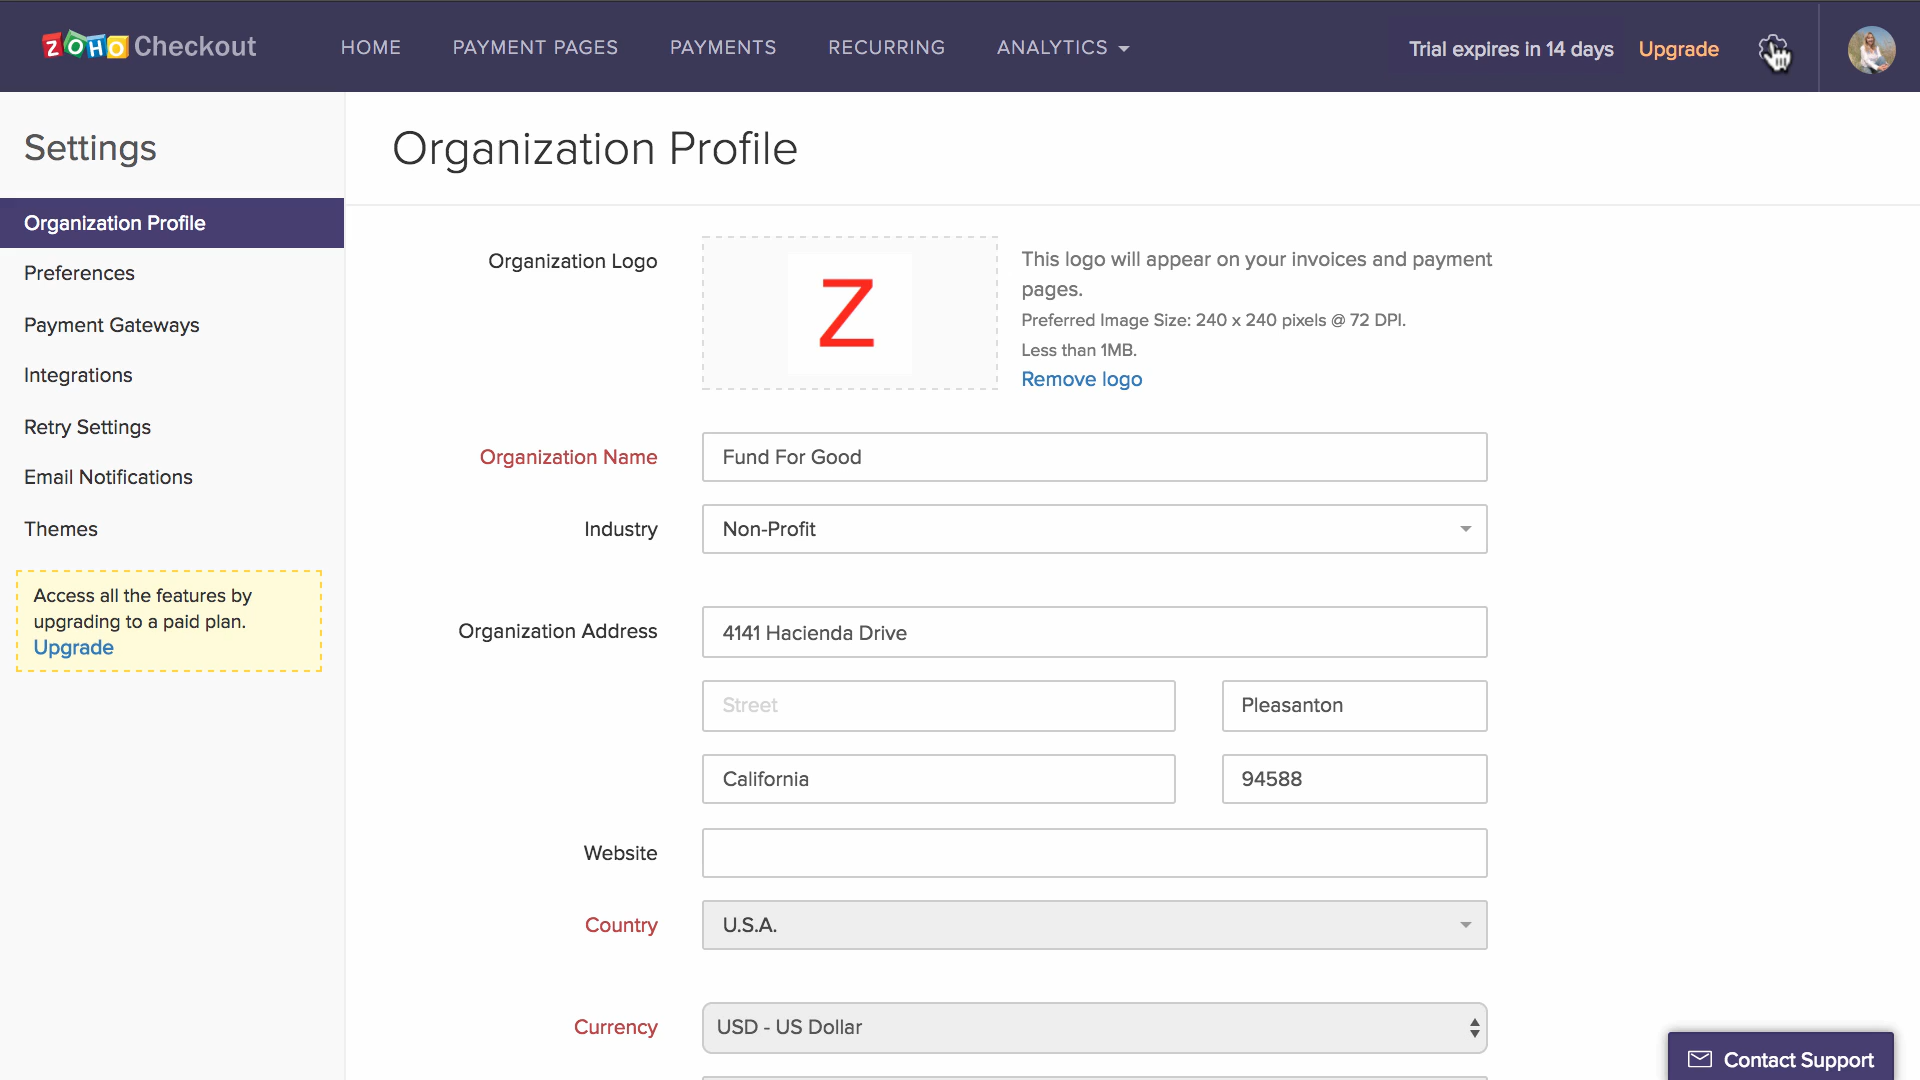 ZOHO Checkout
HOME
PAYMENT PAGES
PAYMENTS
RECURRING
ANALYTICS
Trial expires in 14 days
Upgrade
Settings
Organization Profile
Preferences
Payment Gateways
Integrations
Retry Settings
Email Notifications
Themes
Access all the features by
upgrading to a paid plan.
Upgrade
Organization Profile
Organization Logo
Z
This logo will appear on your invoices and payment
pages.
Preferred Image Size: 240 x 240 pixels @ 72 DPI.
Less than 1MB.
Remove logo
Organization Name
Fund For Good
Industry
Non-Profit
Organization Address
4141 Hacienda Drive
Street
Pleasanton
California
94588
Website
Country
U.S.A.
Currency
USD - US Dollar
Contact Support